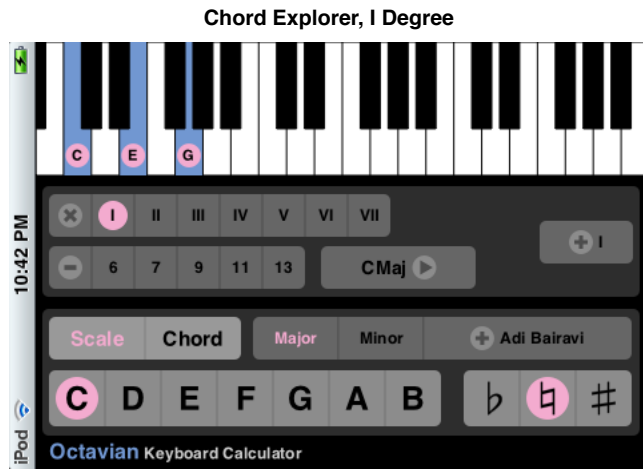 Chord Explorer, I Degree
C E G
I II III IV V VI VII
I
6 7 9 11 13 CMaj
Scale Chord Major Minor Adi Bairavi
C D E F G A B ♭ ♮ ♯
Octavian Keyboard Calculator
iPod 10:42 PM